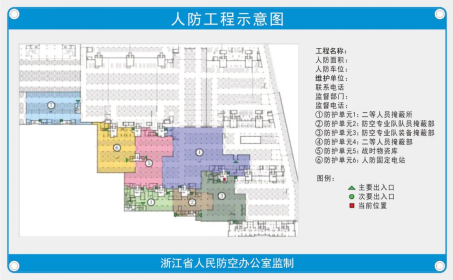 人防工程示意图
工程名称：
人防面积：
人防车位：
维护单位：
联系电话
监督部门：
监督电话：
①防护单元1：二等人员掩蔽所
②防护单元2：防空专业队队员掩蔽部
③防护单元3：防空专业队装备掩蔽部
④防护单元4：二等人员掩蔽部
⑤防护单元5：战时物资库
⑥防护单元6：人防固定电站
图例：
主要出入口
次要出入口
当前位置
浙江省人民防空办公室监制